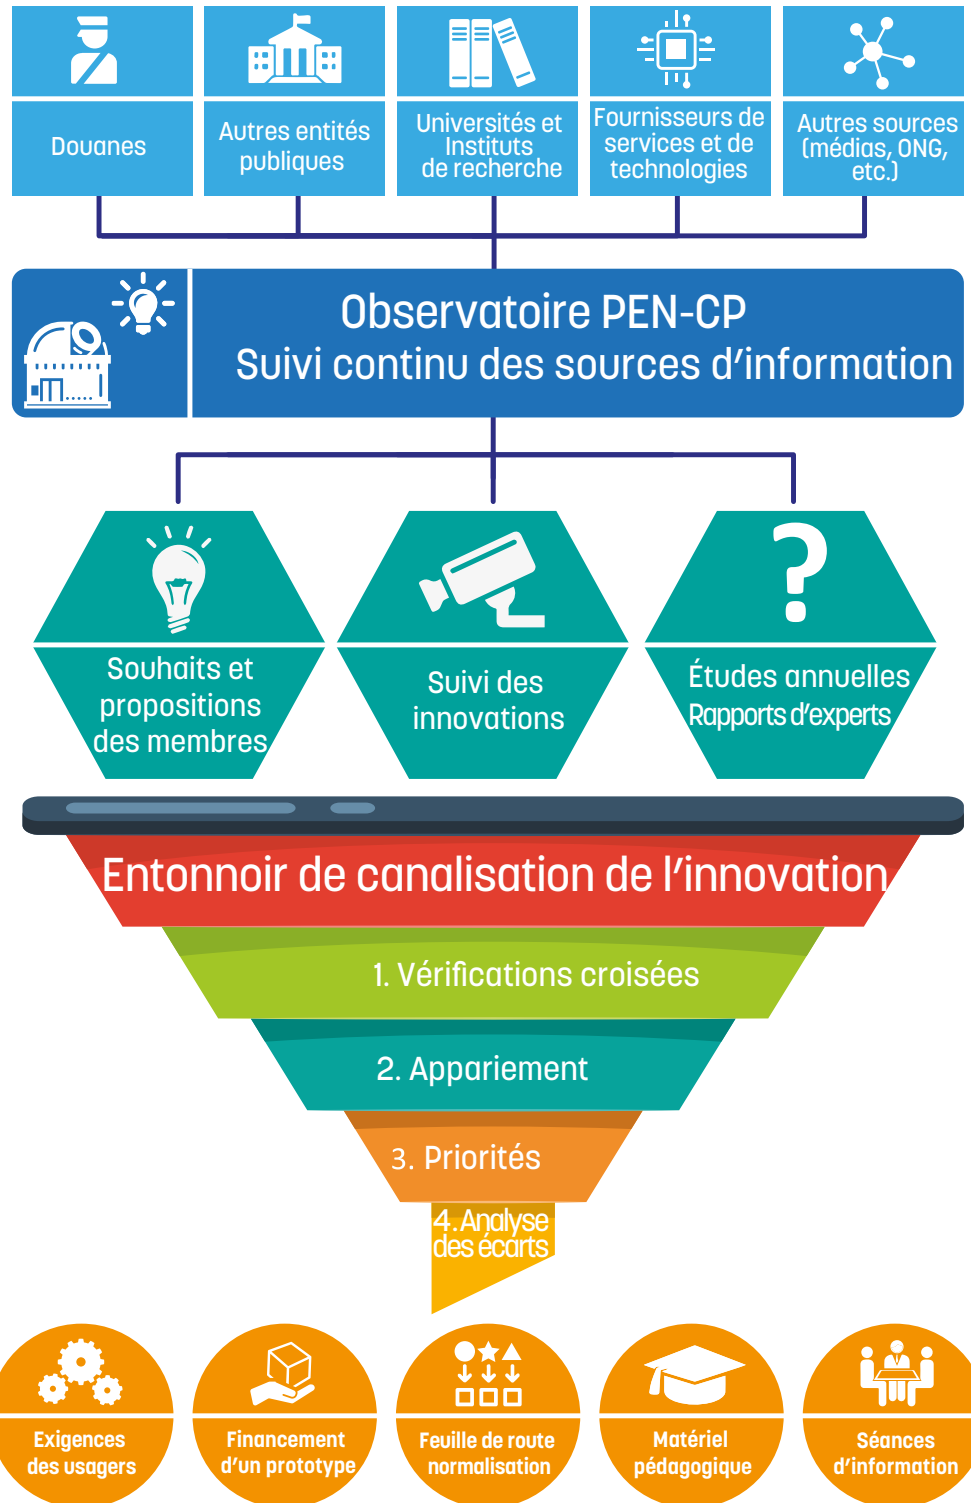 Douanes
Autres entités
publiques
Universités et
Instituts
de recherche
Fournisseurs de
services et de
technologies
Autres sources
(médias, ONG,
etc.)
Observatoire PEN-CP
Suivi continu des sources d'information
Souhaits et
propositions
des membres
Suivi des
innovations
Études annuelles
Rapports d'experts
Entonnoir de canalisation de l'innovation
1. Vérifications croisées
2. Appariement
3. Priorités
4. Analyse
des écarts
Exigences
des usagers
Financement
d'un prototype
Feuille de route
normalisation
Matériel
pédagogique
Séances
d'information